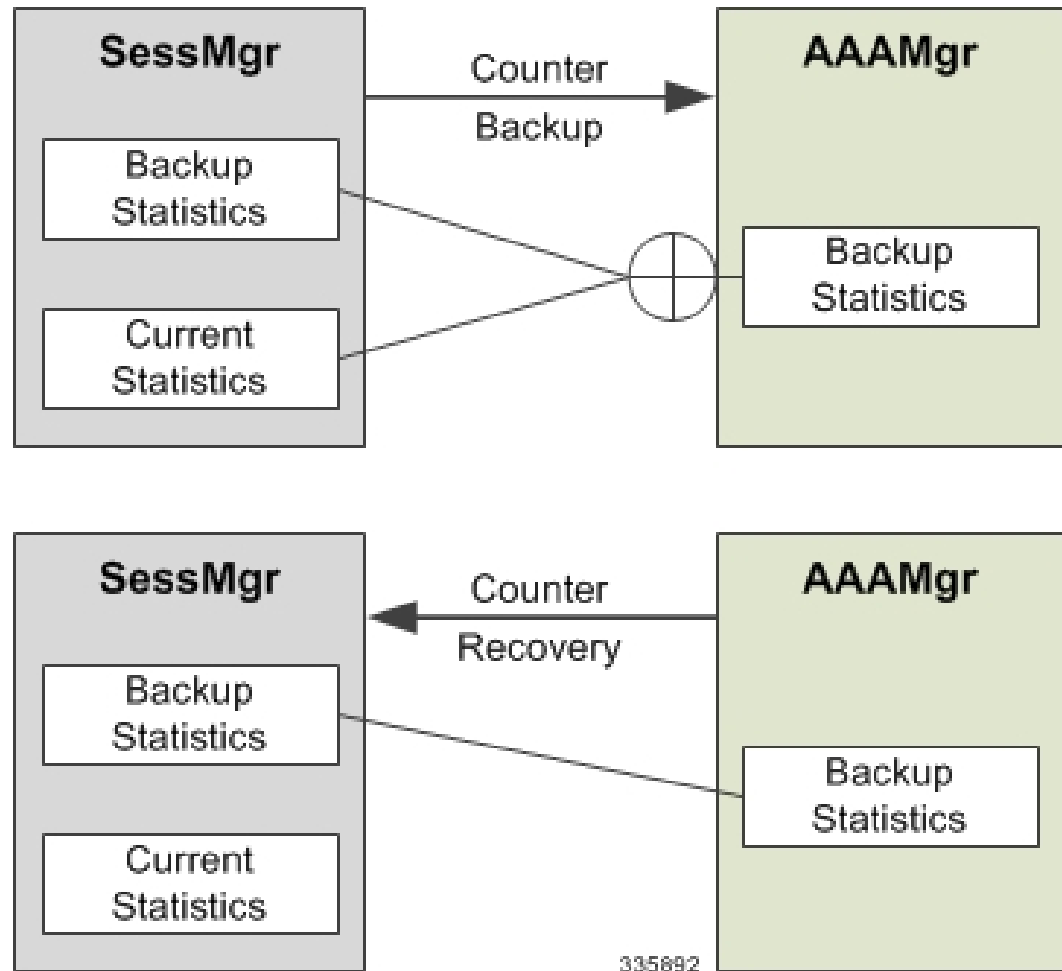 SessMgr
Counter
Backup
AAAMgr
Backup
Statistics
Current
Statistics
Backup
Statistics
SessMgr
Counter
Recovery
AAAMgr
Backup
Statistics
Current
Statistics
Backup
Statistics
335892